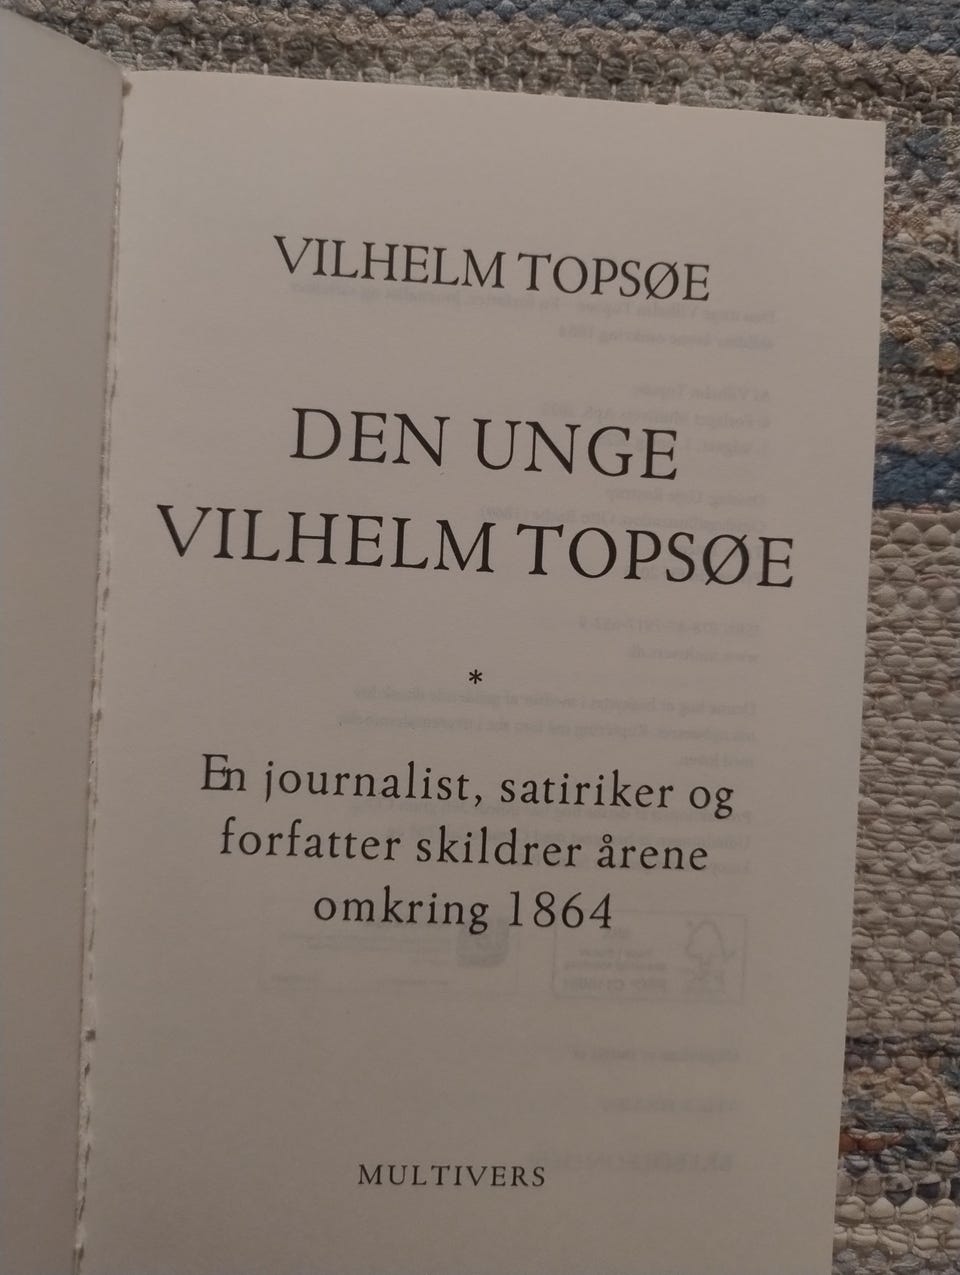 VILHELM TOPSØE
DEN UNGE
VILHELM TOPSØE
*
En journalist, satiriker og
forfatter skildrer årene
omkring 1864
MULTIVERS